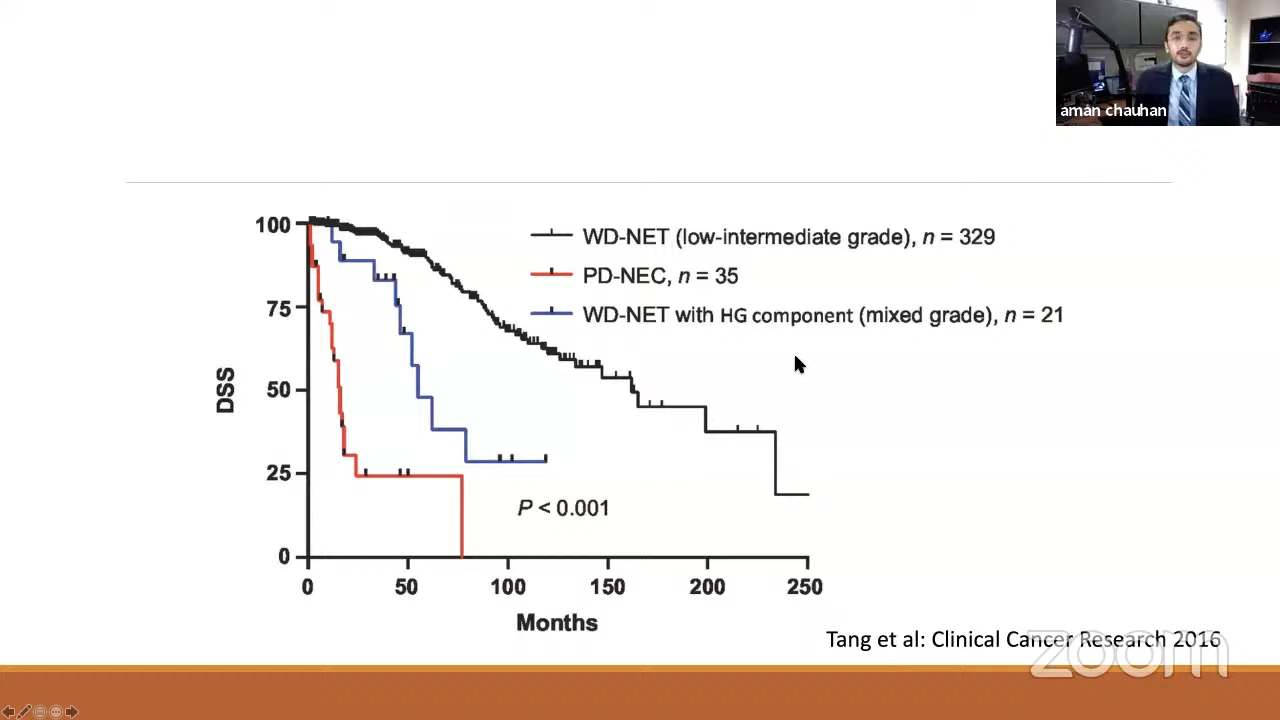 aman chauhan
100
75
50
25
0
DSS
WD-NET (low-intermediate grade), n = 329
PD-NEC, n = 35
WD-NET with HG component (mixed grade), n = 21
P < 0.001
0 50 100 150 200 250
Months
Tang et al: Clinical Cancer Research 2016
zoom